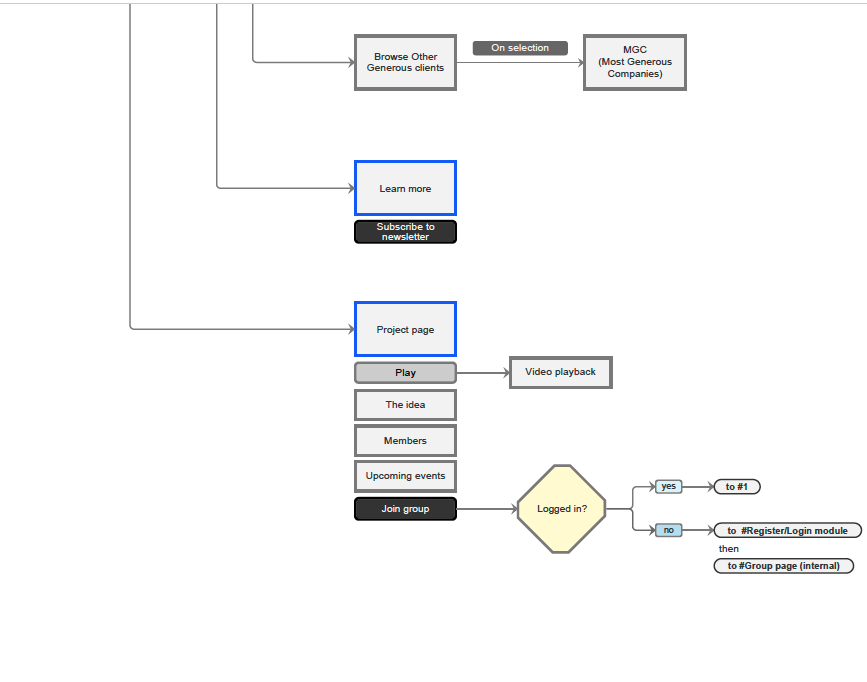 Browse Other
Generous clients
On selection
MGC
(Most Generous
Companies)
Learn more
Subscribe to
newsletter
Project page
Play
Video playback
The idea
Members
Upcoming events
Join group
Logged in?
yes
to #1
no
to #Register/Login module
then
to #Group page (internal)